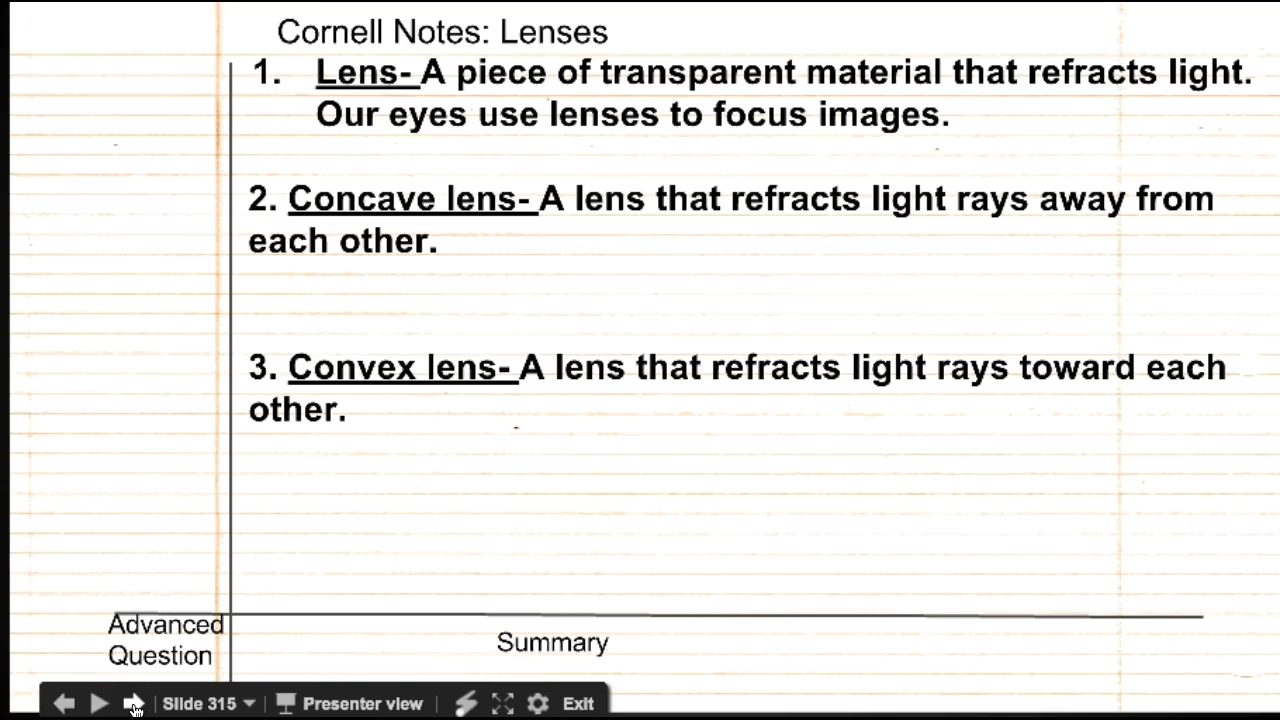 Cornell Notes: Lenses
1. Lens- A piece of transparent material that refracts light.
Our eyes use lenses to focus images.
2. Concave lens- A lens that refracts light rays away from
each other.
3. Convex lens- A lens that refracts light rays toward each
other.
Advanced
Question
Summary
Slide 315
Presenter view
Exit